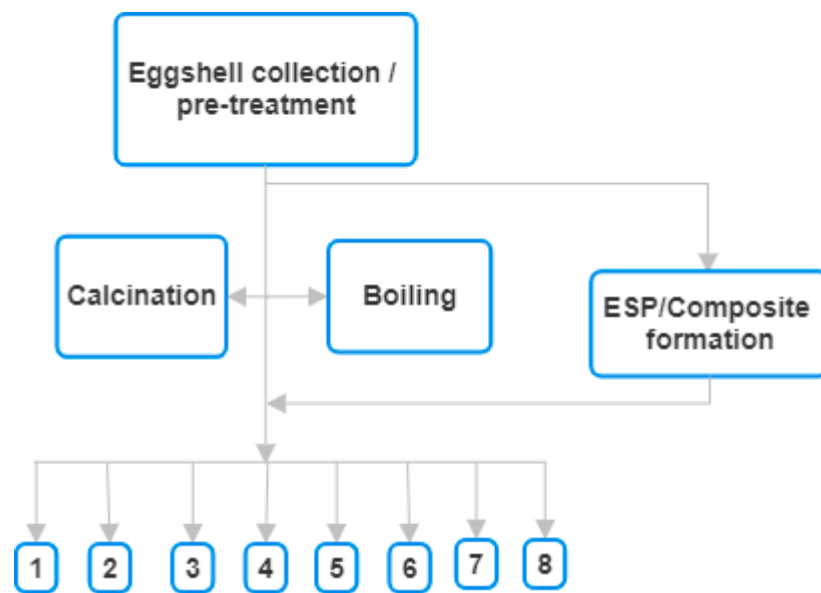 Eggshell collection /
pre-treatment
Calcination
Boiling
ESP/Composite
formation
1
2
3
4
5
6
7
8